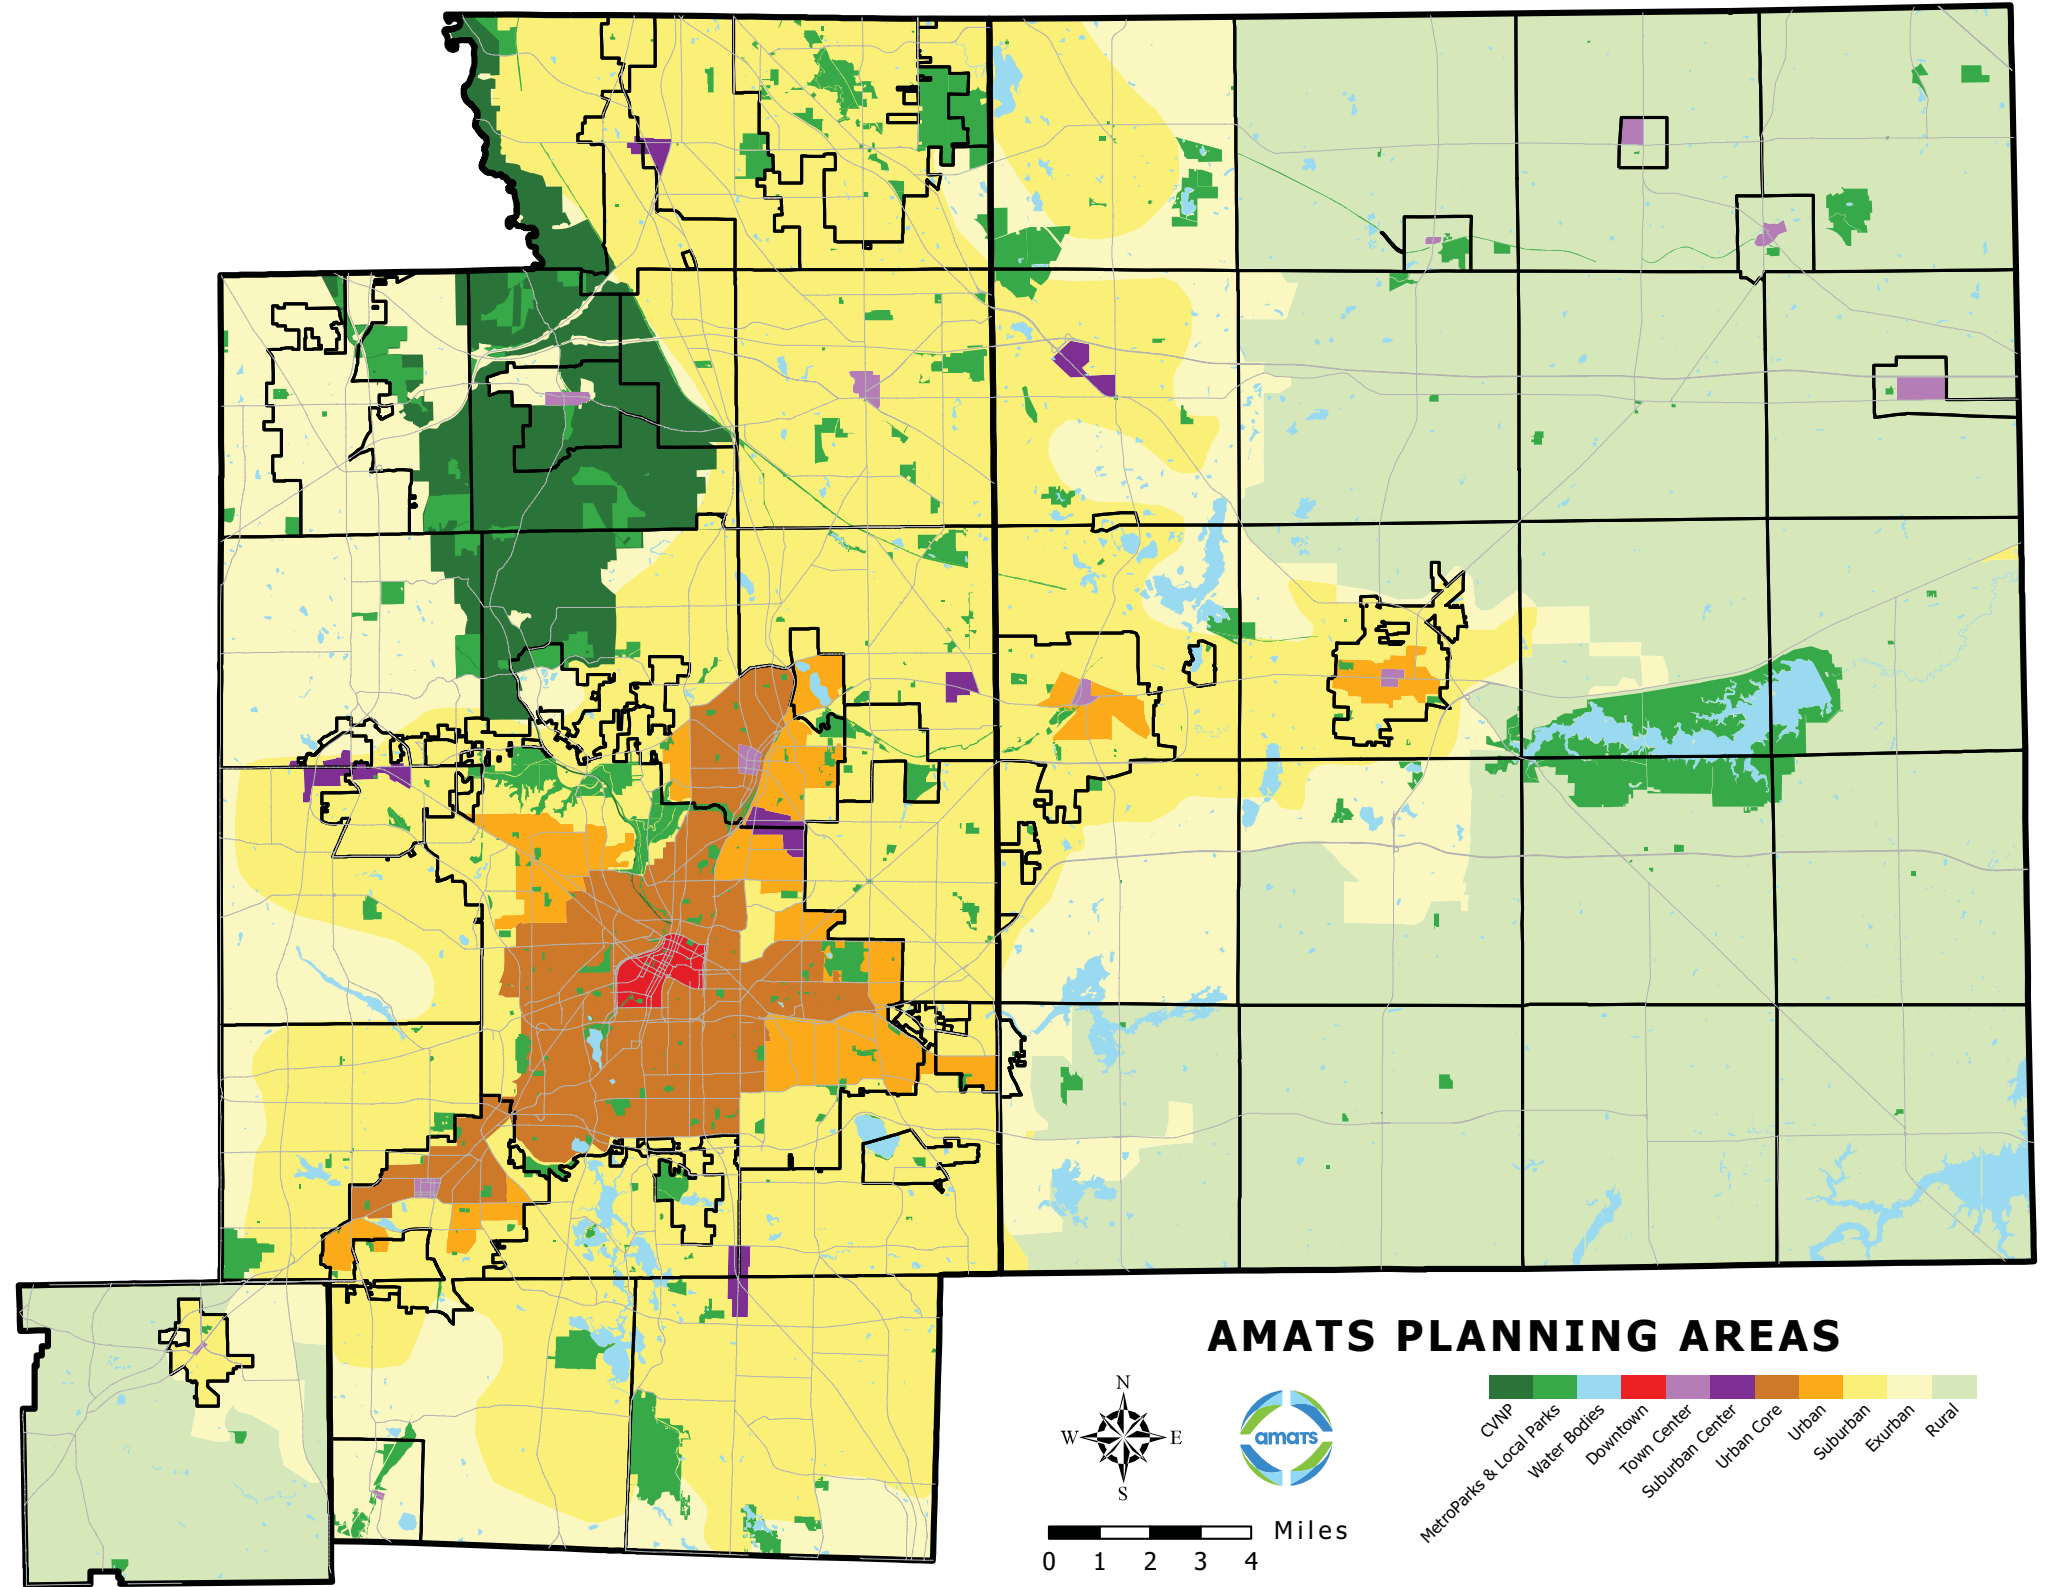 AMATS PLANNING AREAS
N
W
E
S
amats
CVNP
MetroParks & Local Parks
Water Bodies
Downtown
Town Center
Suburban Center
Urban Core
Urban
Suburban
Exurban
Rural
Miles
0 1 2 3 4